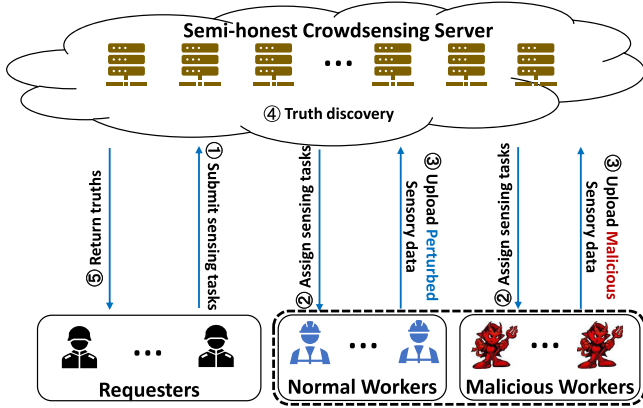 Semi-honest Crowdsensing Server
④ Truth discovery
⑤ Return truths
① Submit sensing tasks
② Assign sensing tasks
③ Upload Perturbed
Sensory data
② Assign sensing tasks
③ Upload Malicious
Sensory data
Requesters
Normal Workers
Malicious Workers